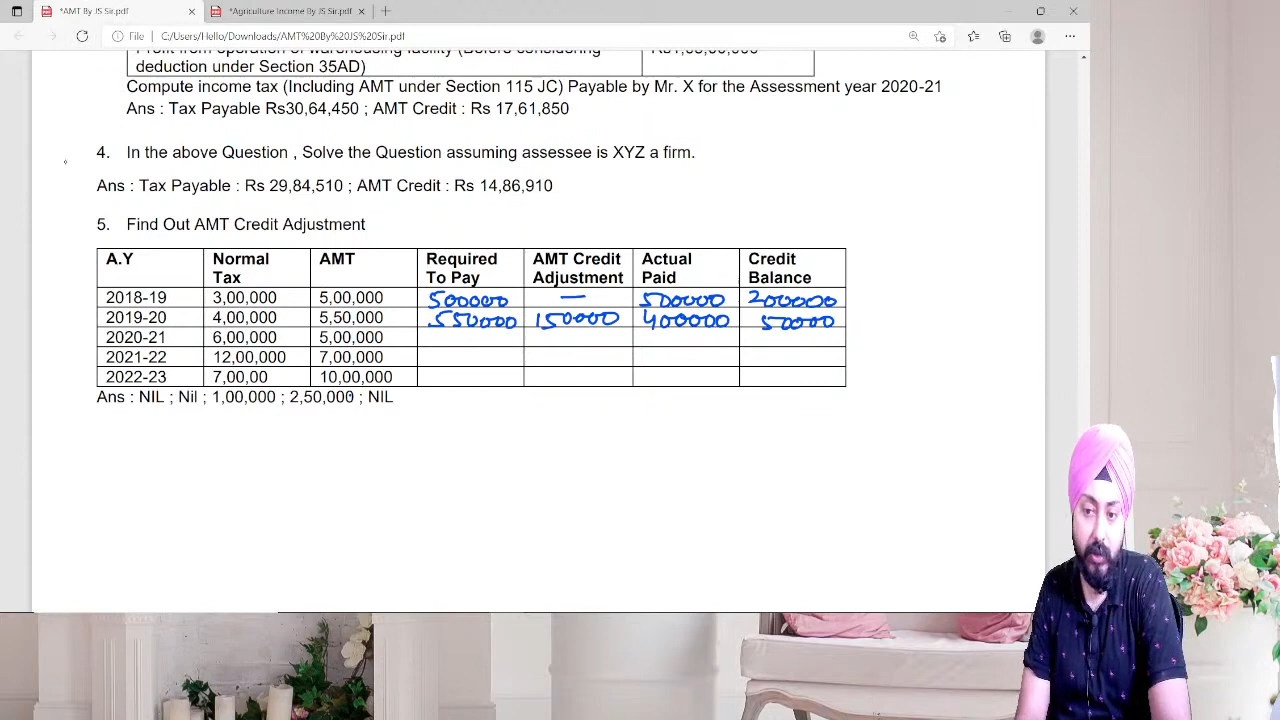 *AMT By JS Sir.pdf
*Agriculture Income By JS Sir.pdf
File
C:/Users/Hello/Downloads/AMT%20By%20JS%20Sir.pdf
Profit from operation of warehousing facility (Before considering
deduction under Section 35AD)
Compute income tax (Including AMT under Section 115 JC) Payable by Mr. X for the Assessment year 2020-21
Ans : Tax Payable Rs30,64,450 ; AMT Credit : Rs 17,61,850
4. In the above Question , Solve the Question assuming assessee is XYZ a firm.
Ans : Tax Payable : Rs 29,84,510 ; AMT Credit : Rs 14,86,910
5. Find Out AMT Credit Adjustment
A.Y Normal Tax AMT Required To Pay AMT Credit Adjustment Actual Paid Credit Balance
2018-19 3,00,000 5,00,000 500000 — 500000 200000
2019-20 4,00,000 5,50,000 550000 150000 400000 50000
2020-21 6,00,000 5,00,000
2021-22 12,00,000 7,00,000
2022-23 7,00,00 10,00,000
Ans : NIL ; Nil ; 1,00,000 ; 2,50,000 ; NIL